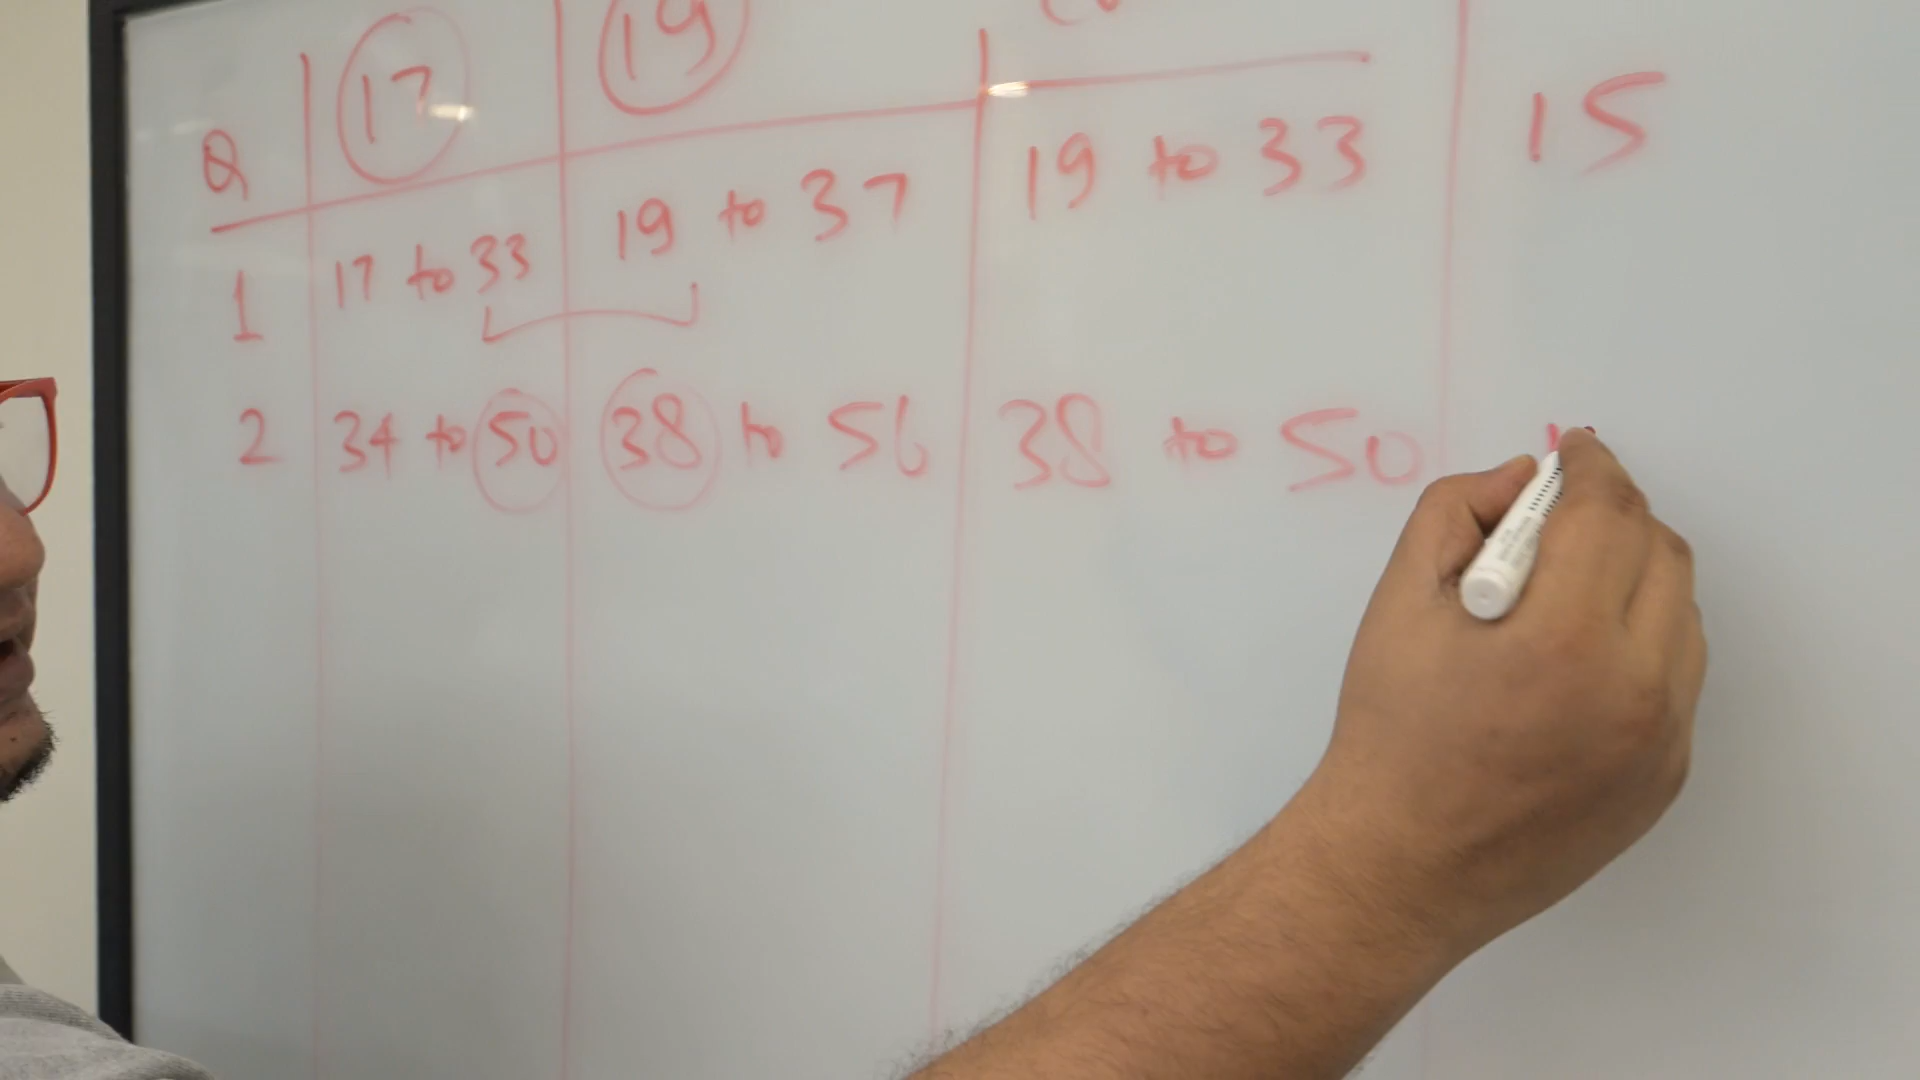 Q 17 19
1 17 to 33 19 to 37 19 to 33 15
2 34 to 50 38 to 56 38 to 50